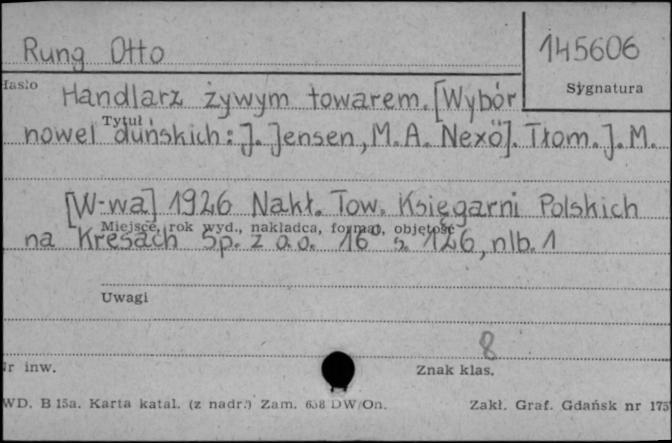 Rung Otto
145606
Hasło
Sygnatura
Handlarz żywym towarem. [Wybór
Tytuł
nowel duńskich: J. Jensen, M. A. Nexö]. Tłom. J. M.
[W-wa] 1926 Nakł. Tow. Księgarni Polskich
Miejsce, rok wyd., nakładca, format, objętość
na Kresach Sp. z o.o. 16° s. 126, nlb. 1
Uwagi
8
Nr inw.
Znak klas.
WD. B 15a. Karta katal. (z nadr.) Zam. 658 DW/On.
Zakł. Graf. Gdańsk nr 175